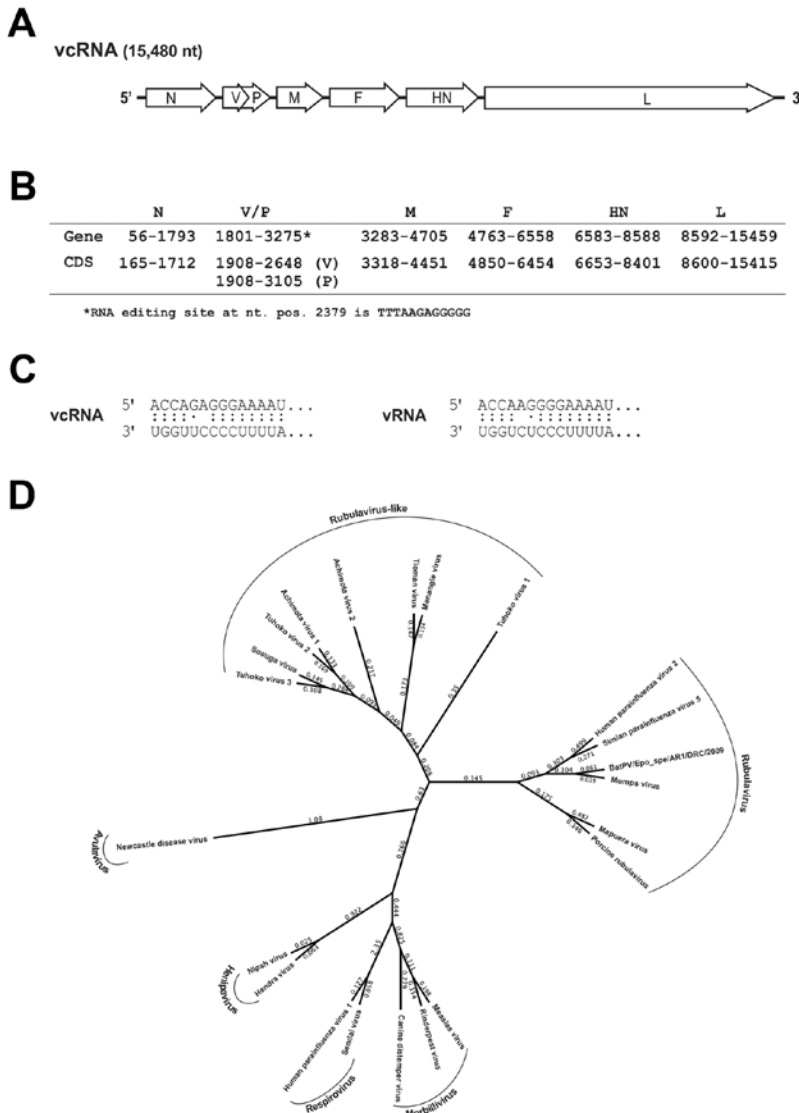 A
vcRNA (15,480 nt)
5' N V P M F HN L 3
B
N V/P M F HN L
Gene 56-1793 1801-3275* 3283-4705 4763-6558 6583-8588 8592-15459
CDS 165-1712 1908-2648 (V) 3318-4451 4850-6454 6653-8401 8600-15415
1908-3105 (P)
*RNA editing site at nt. pos. 2379 is TTTAAGAGGGGG
C
vcRNA
5' ACCAGAGGGAAAAU...
3' UGGUUCCCCUUUUA...
vRNA
5' ACCAAGGGGAAAAU...
3' UGGUCUCCCUUUUA...
D
Rubulavirus-like
Achimota virus 2
Tioman virus
Menangle virus
Tuhoko virus 1
Achimota virus 1
Tuhoko virus 2
Sosuga virus
Tuhoko virus 3
0.217
0.173
0.145
Human parainfluenza virus 2
Simian parainfluenza virus 5
BatPV/Epo_spe/AR1/DRC/2009
Mumps virus
Mapuera virus
Porcine rubulavirus
Rubulavirus
Newcastle disease virus
Avulavirus
Nipah virus
Hendra virus
Henipavirus
Human parainfluenza virus 1
Sendai virus
Respirovirus
Canine distemper virus
Rinderpest virus
Measles virus
Morbillivirus